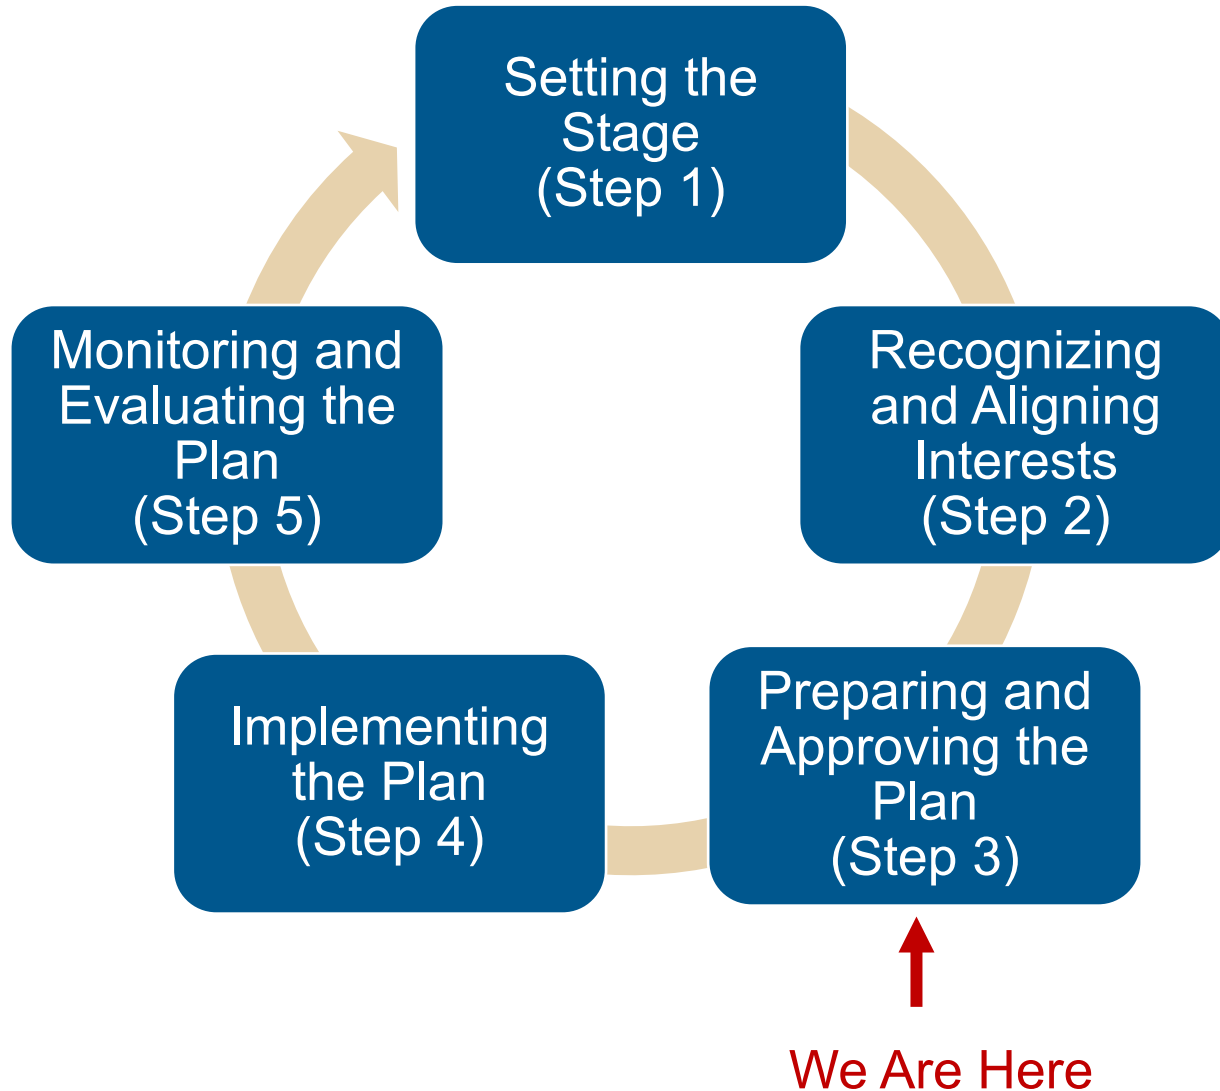 Setting the
Stage
(Step 1)
Recognizing
and Aligning
Interests
(Step 2)
Preparing and
Approving the
Plan
(Step 3)
Implementing
the Plan
(Step 4)
Monitoring and
Evaluating the
Plan
(Step 5)
We Are Here